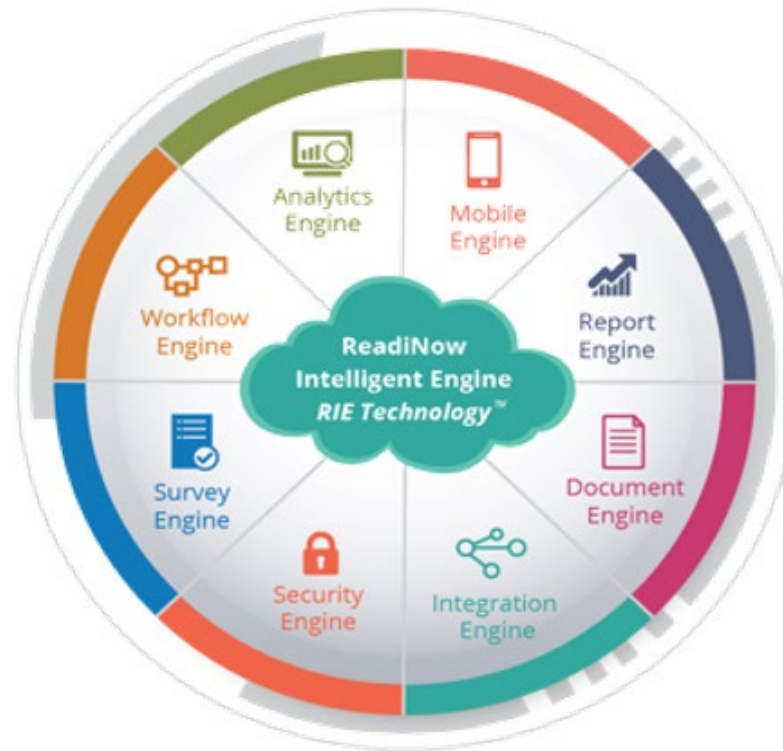 Analytics
Engine
Mobile
Engine
Report
Engine
Document
Engine
Integration
Engine
Security
Engine
Survey
Engine
Workflow
Engine
ReadiNow
Intelligent Engine
RIE Technology™